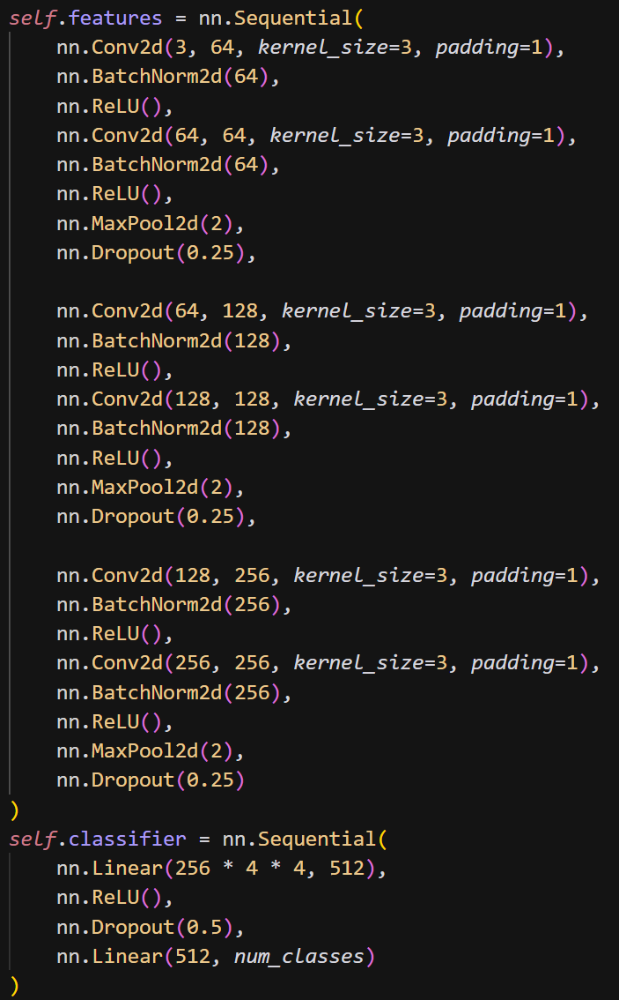 self.features = nn.Sequential(
    nn.Conv2d(3, 64, kernel_size=3, padding=1),
    nn.BatchNorm2d(64),
    nn.ReLU(),
    nn.Conv2d(64, 64, kernel_size=3, padding=1),
    nn.BatchNorm2d(64),
    nn.ReLU(),
    nn.MaxPool2d(2),
    nn.Dropout(0.25),

    nn.Conv2d(64, 128, kernel_size=3, padding=1),
    nn.BatchNorm2d(128),
    nn.ReLU(),
    nn.Conv2d(128, 128, kernel_size=3, padding=1),
    nn.BatchNorm2d(128),
    nn.ReLU(),
    nn.MaxPool2d(2),
    nn.Dropout(0.25),

    nn.Conv2d(128, 256, kernel_size=3, padding=1),
    nn.BatchNorm2d(256),
    nn.ReLU(),
    nn.Conv2d(256, 256, kernel_size=3, padding=1),
    nn.BatchNorm2d(256),
    nn.ReLU(),
    nn.MaxPool2d(2),
    nn.Dropout(0.25)
)
self.classifier = nn.Sequential(
    nn.Linear(256 * 4 * 4, 512),
    nn.ReLU(),
    nn.Dropout(0.5),
    nn.Linear(512, num_classes)
)